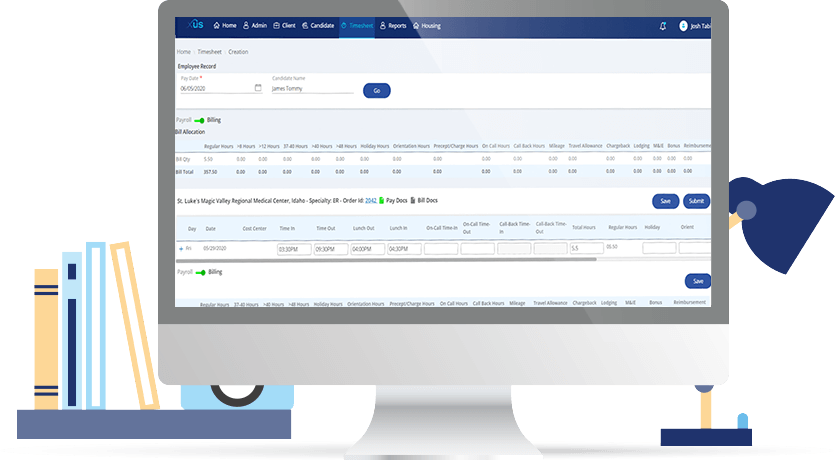 xUS Home Admin Client Candidate Timesheet Reports Housing Josh Tabi
Home Timesheet Creation
Employee Record
Pay Date * Candidate Name
06/05/2020 James Tommy Go
Payroll Billing
Bill Allocation
Regular Hours >8 Hours >12 Hours 37-40 Hours >40 Hours >48 Hours Holiday Hours Orientation Hours Precept/Charge Hours On Call Hours Call Back Hours Mileage Travel Allowance Chargeback Lodging M&IE Bonus Reimbursemen
Bill Qty 5.50 0.00 0.00 0.00 0.00 0.00 0.00 0.00 0.00 0.00 0.00 0.00 0.00 0.00 0.00 0.00 0.00 0.00
Bill Total 357.50 0.00 0.00 0.00 0.00 0.00 0.00 0.00 0.00 0.00 0.00 0.00 0.00 0.00 0.00 0.00 0.00 0.00
St. Luke's Magic Valley Regional Medical Center, Idaho - Specialty: ER - Order Id: 2042 Pay Docs Bill Docs Save Submit
Day Date Cost Center Time In Time Out Lunch Out Lunch In On-Call Time-In On-Call Time-Out Call-Back Time-In Call-Back Time-Out Total Hours Regular Hours Holiday Orient
Fri 05/29/2020 03:30PM 09:30PM 04:00PM 04:30PM 5.5
Payroll Billing Save
Regular Hours 37-40 Hours >40 Hours >48 Hours Holiday Hours Orientation Hours Precept/Charge Hours On Call Hours Call Back Hours Mileage Travel Allowance Chargeback Lodging M&IE Bonus Reimbursement